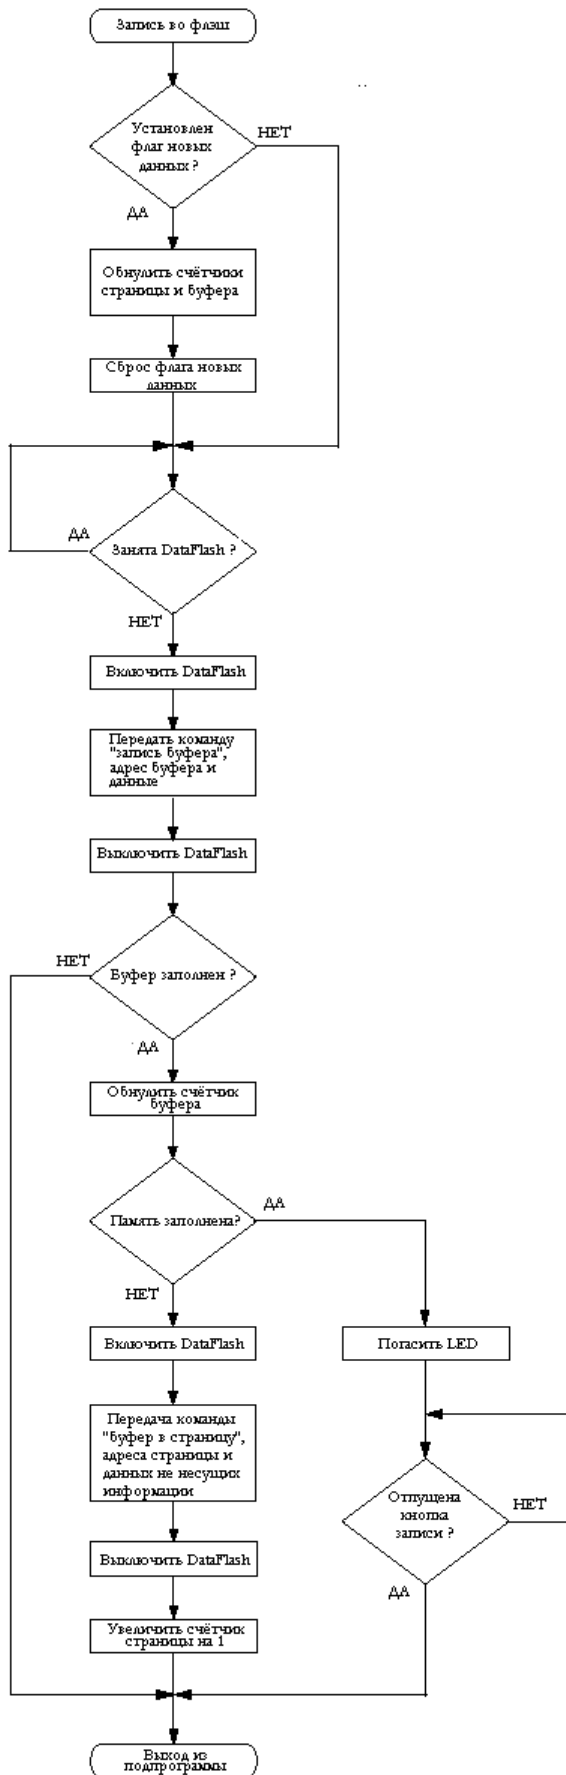 Запись во флэш
Установлен
флаг новых
данных ?
НЕТ
ДА
Обнулить счётчики
страницы и буфера
Сброс флага новых
данных
ДА
Занята DataFlash ?
НЕТ
Включить DataFlash
Передать команду
"запись буфера",
адрес буфера и
данные
Выключить DataFlash
НЕТ
Буфер заполнен ?
ДА
Обнулить счётчик
буфера
ДА
Память заполнена?
НЕТ
Включить DataFlash
Погасить LED
Передача команды
"буфер в страницу",
адреса страницы и
данных не несущих
информации
Отпущена
кнопка
записи ?
НЕТ
Выключить DataFlash
ДА
Увеличить счётчик
страницы на 1
Выход из
подпрограммы